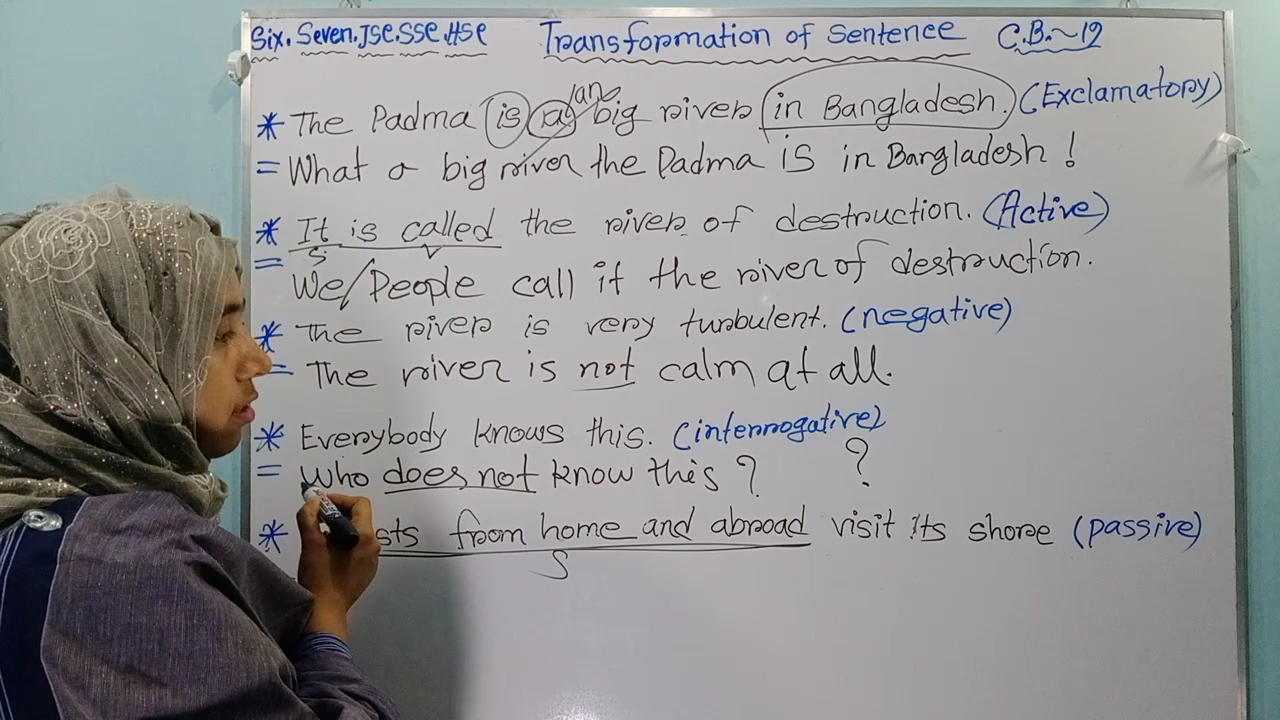 Six. Seven. JSC. SSC. HSC Transformation of Sentence C.B.~12
* The Padma is a/an big river in Bangladesh. (Exclamatory)
= What a big river the Padma is in Bangladesh !
* It is called the river of destruction. (Active)
S V
= We/People call it the river of destruction.
* The river is very turbulent. (negative)
= The river is not calm at all.
* Everybody knows this. (interrogative)
= Who does not know this ? ?
* sts from home and abroad visit its shore (passive)
S